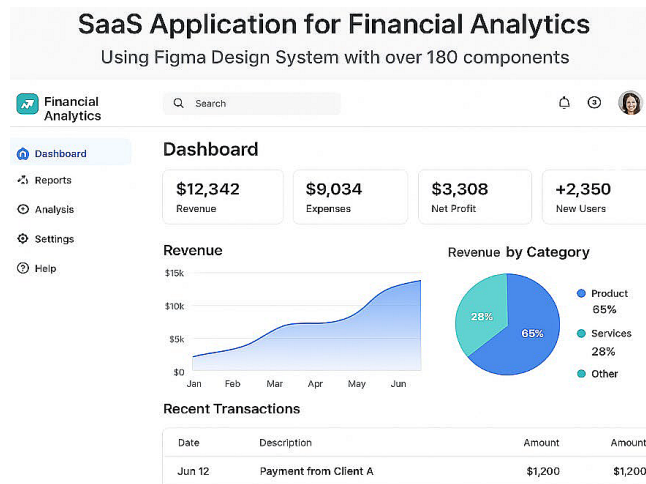 SaaS Application for Financial Analytics
Using Figma Design System with over 180 components
Financial
Analytics
Search
3
Dashboard
Reports
Analysis
Settings
Help
Dashboard
$12,342
Revenue
$9,034
Expenses
$3,308
Net Profit
+2,350
New Users
Revenue
$15k
$10k
$5k
$0
Jan Feb Mar Apr May Jun
Revenue by Category
28%
65%
Product
65%
Services
28%
Other
Recent Transactions
Date Description Amount Amount
Jun 12 Payment from Client A $1,200 $1,200